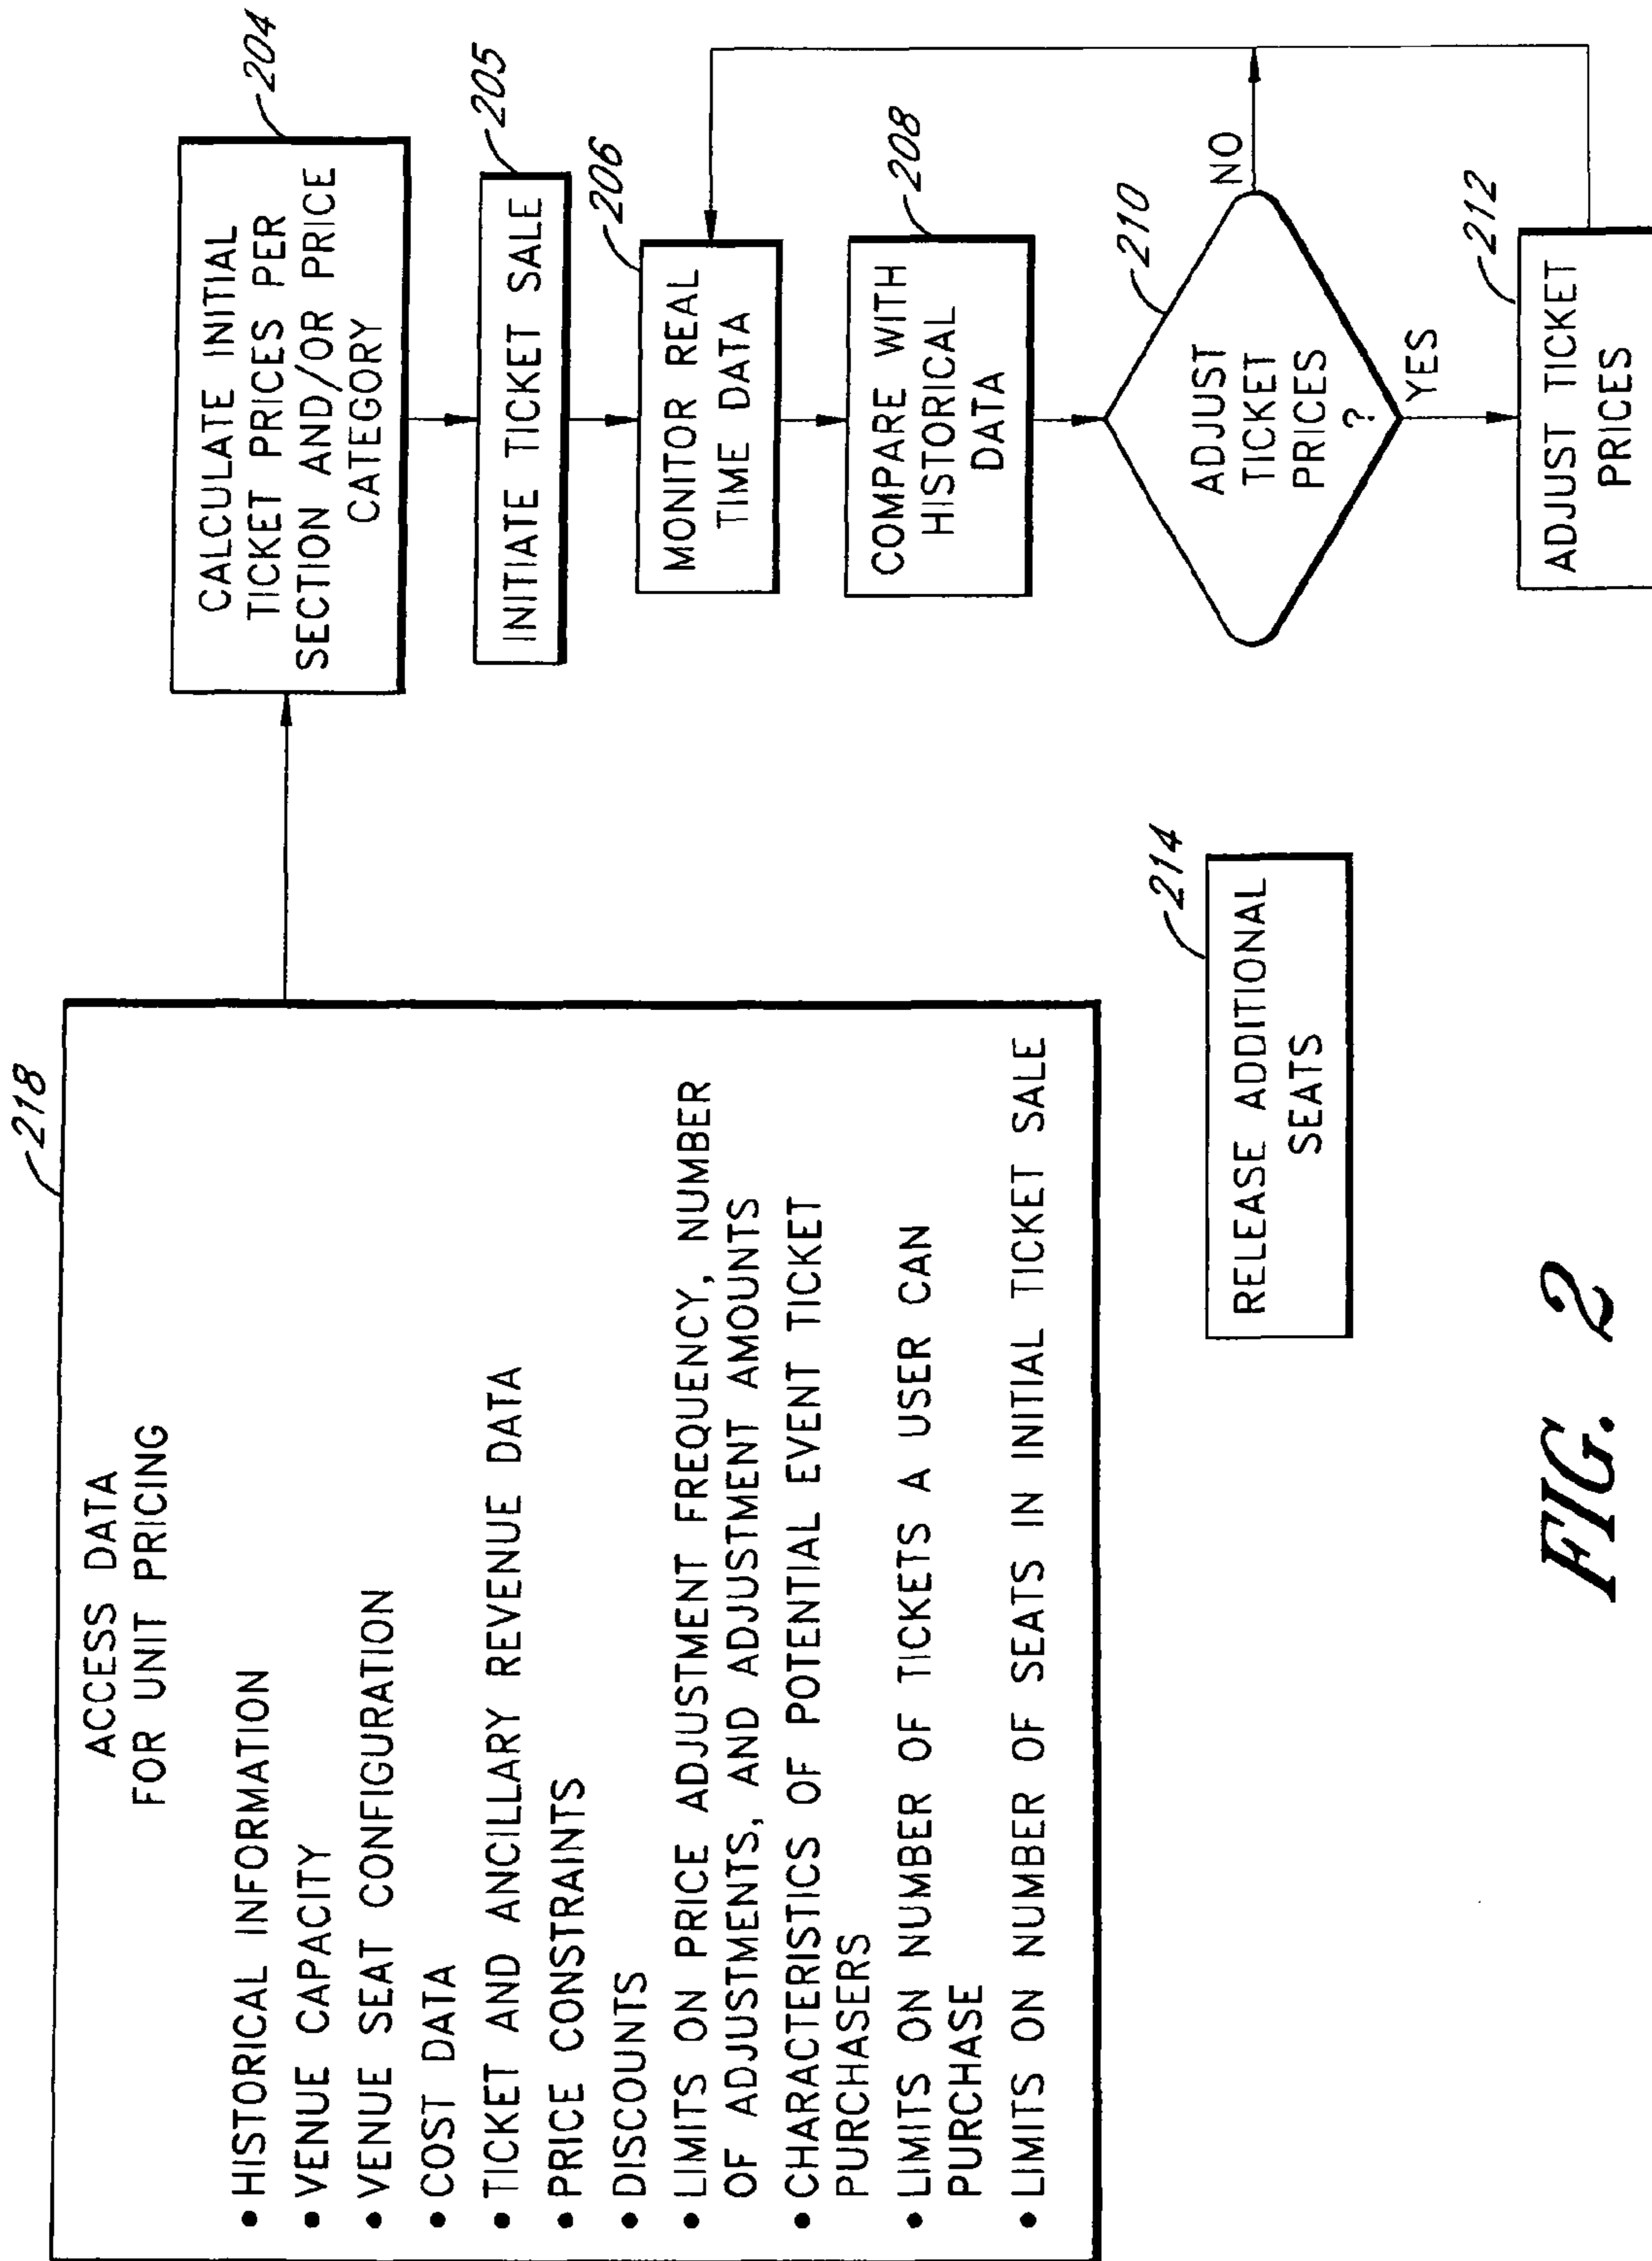 218
ACCESS DATA
FOR UNIT PRICING
• HISTORICAL INFORMATION
• VENUE CAPACITY
• VENUE SEAT CONFIGURATION
• COST DATA
• TICKET AND ANCILLARY REVENUE DATA
• PRICE CONSTRAINTS
• DISCOUNTS
• LIMITS ON PRICE ADJUSTMENT FREQUENCY, NUMBER
OF ADJUSTMENTS, AND ADJUSTMENT AMOUNTS
• CHARACTERISTICS OF POTENTIAL EVENT TICKET
PURCHASERS
• LIMITS ON NUMBER OF TICKETS A USER CAN
PURCHASE
• LIMITS ON NUMBER OF SEATS IN INITIAL TICKET SALE
204
CALCULATE INITIAL
TICKET PRICES PER
SECTION AND/OR PRICE
CATEGORY
205
INITIATE TICKET SALE
206
MONITOR REAL
TIME DATA
208
COMPARE WITH
HISTORICAL
DATA
210
ADJUST
TICKET
PRICES
?
NO
YES
212
ADJUST TICKET
PRICES
214
RELEASE ADDITIONAL
SEATS
FIG. 2